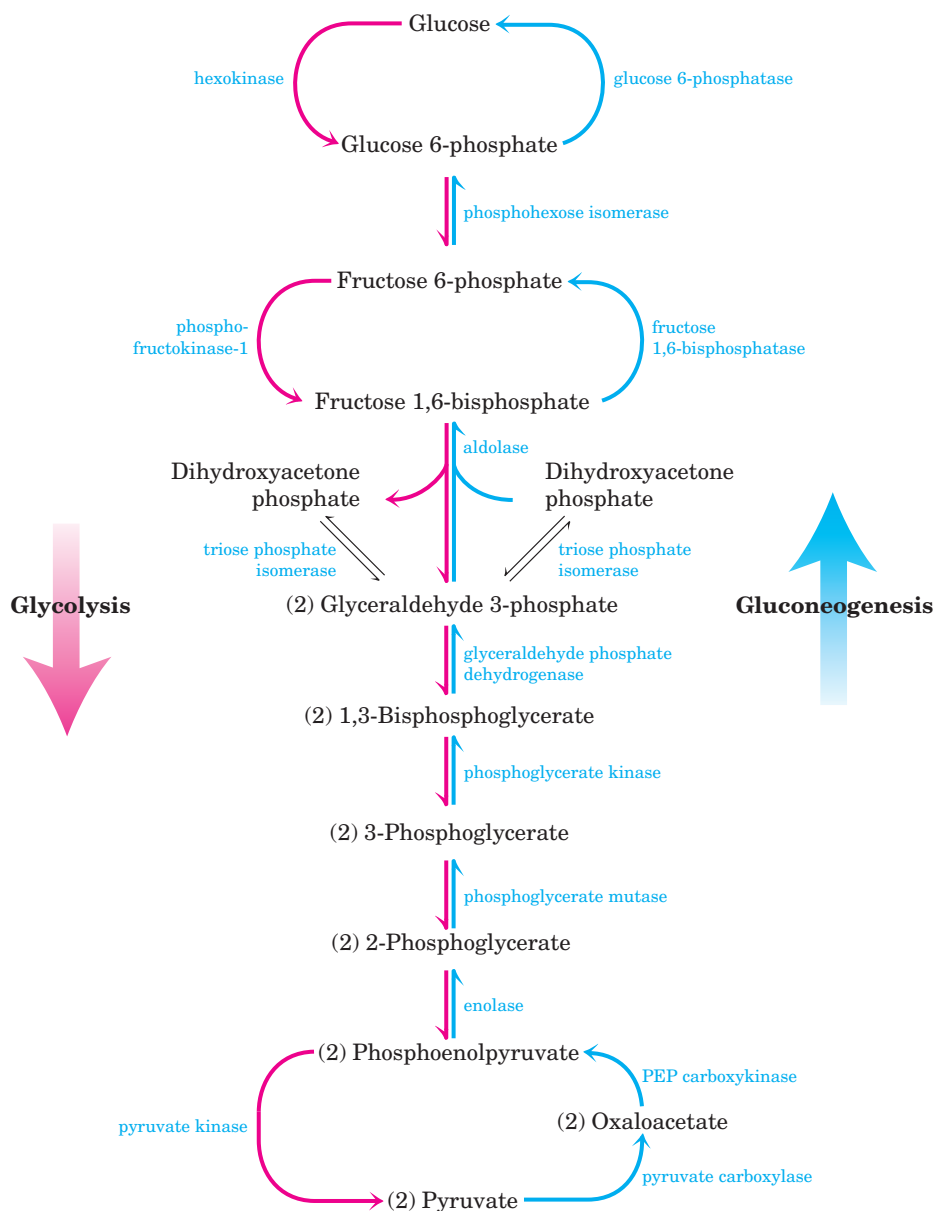 Glucose
hexokinase
glucose 6-phosphatase
Glucose 6-phosphate
phosphohexose isomerase
Fructose 6-phosphate
phospho-
fructokinase-1
fructose
1,6-bisphosphatase
Fructose 1,6-bisphosphate
aldolase
Dihydroxyacetone
phosphate
Dihydroxyacetone
phosphate
triose phosphate
isomerase
triose phosphate
isomerase
Glycolysis
(2) Glyceraldehyde 3-phosphate
Gluconeogenesis
glyceraldehyde phosphate
dehydrogenase
(2) 1,3-Bisphosphoglycerate
phosphoglycerate kinase
(2) 3-Phosphoglycerate
phosphoglycerate mutase
(2) 2-Phosphoglycerate
enolase
(2) Phosphoenolpyruvate
PEP carboxykinase
pyruvate kinase
(2) Oxaloacetate
pyruvate carboxylase
(2) Pyruvate